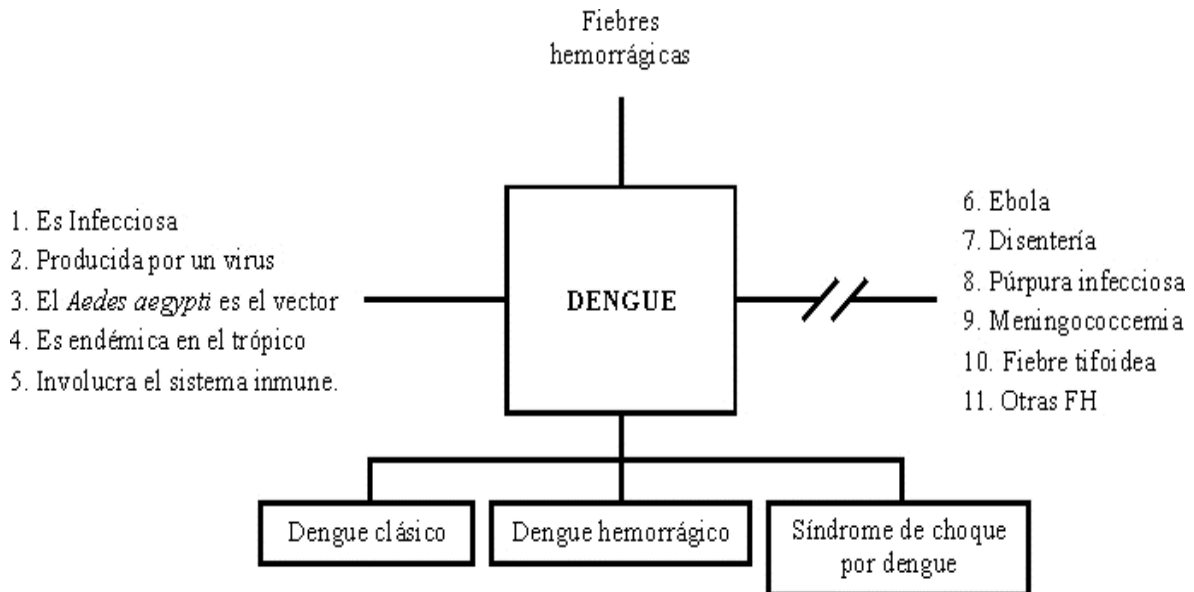 Fiebres
hemorrágicas
1. Es Infecciosa
2. Producida por un virus
3. El Aedes aegypti es el vector
4. Es endémica en el trópico
5. Involucra el sistema inmune.
DENGUE
6. Ebola
7. Disentería
8. Púrpura infecciosa
9. Meningococcemia
10. Fiebre tifoidea
11. Otras FH
Dengue clásico
Dengue hemorrágico
Síndrome de choque
por dengue